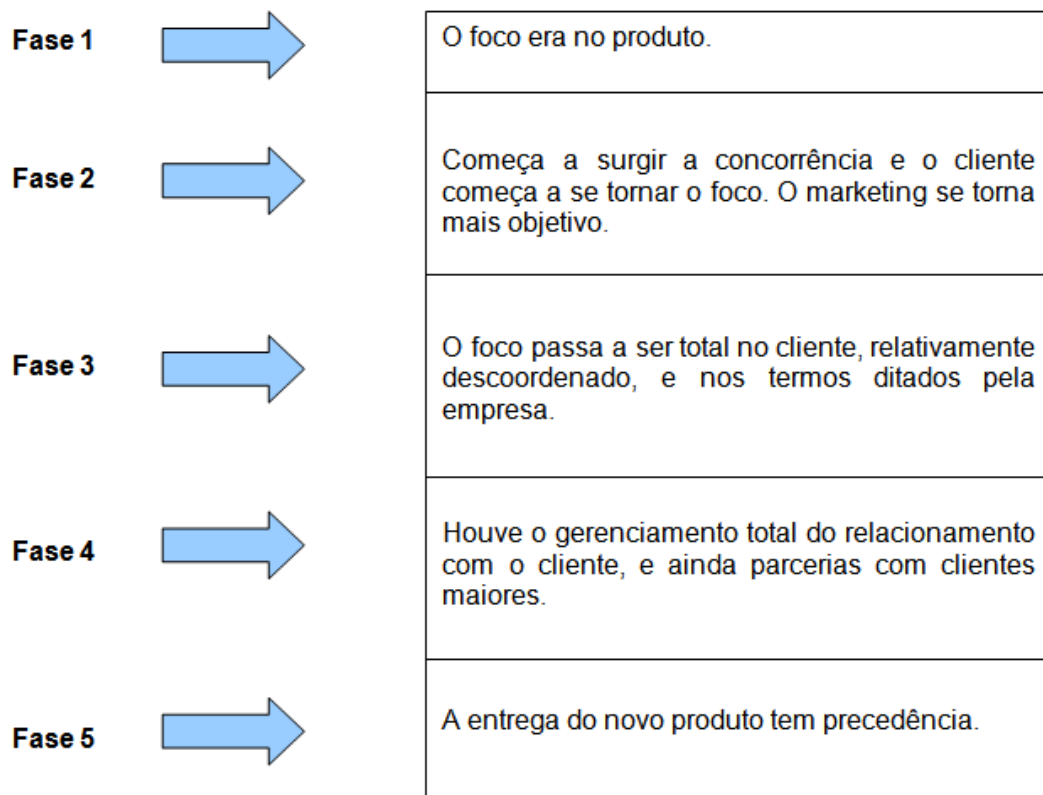 Fase 1
O foco era no produto.
Fase 2
Começa a surgir a concorrência e o cliente
começa a se tornar o foco. O marketing se torna
mais objetivo.
Fase 3
O foco passa a ser total no cliente, relativamente
descoordenado, e nos termos ditados pela
empresa.
Fase 4
Houve o gerenciamento total do relacionamento
com o cliente, e ainda parcerias com clientes
maiores.
Fase 5
A entrega do novo produto tem precedência.